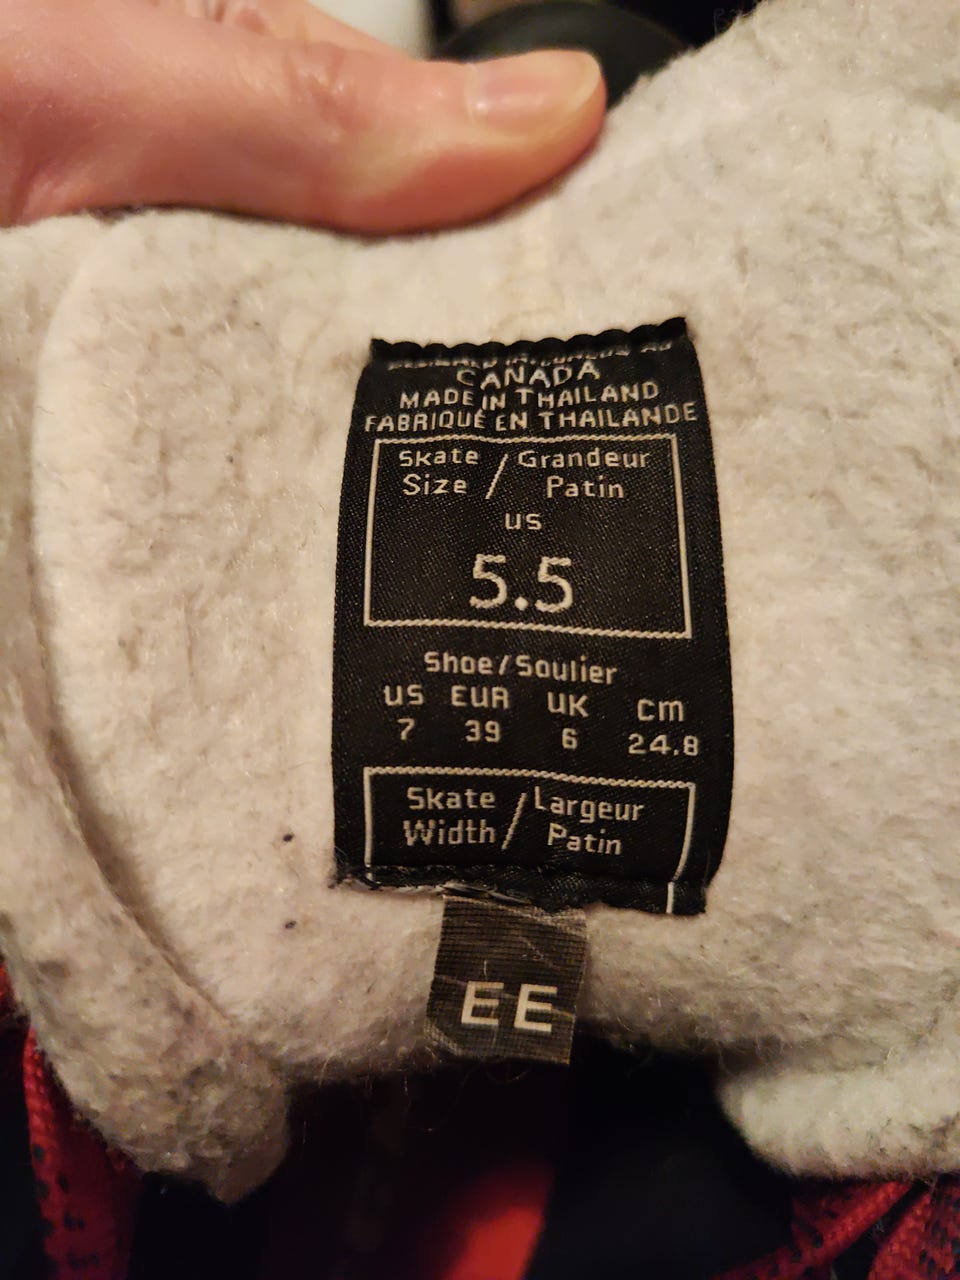 CANADA
MADE IN THAILAND
FABRIQUÉ EN THAILANDE
Skate / Grandeur
Size / Patin
US
5.5
Shoe/Soulier
US EUR UK cm
7 39 6 24.8
Skate / Largeur
Width / Patin
EE